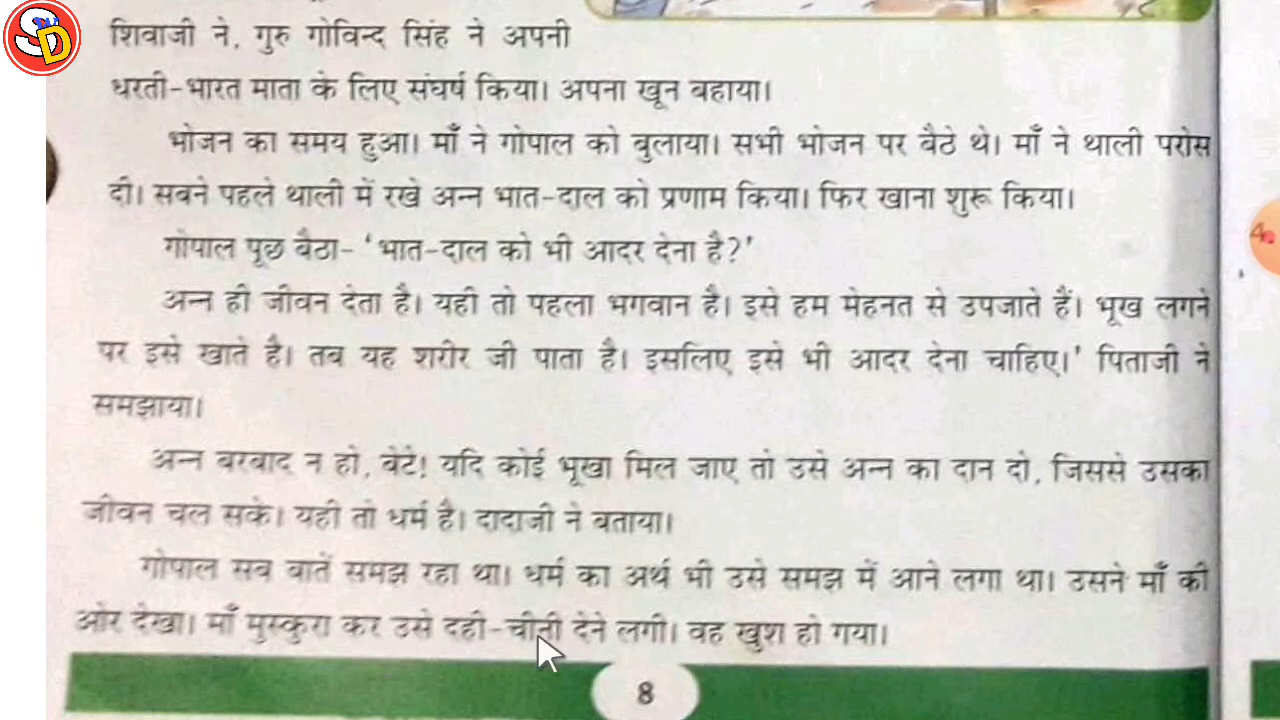 SD
शिवाजी ने, गुरु गोविन्द सिंह ने अपनी
धरती-भारत माता के लिए संघर्ष किया। अपना खून बहाया।
भोजन का समय हुआ। माँ ने गोपाल को बुलाया। सभी भोजन पर बैठे थे। माँ ने थाली परोस
दी। सबने पहले थाली में रखे अन्न भात-दाल को प्रणाम किया। फिर खाना शुरू किया।
गोपाल पूछ बैठा- ‘भात-दाल को भी आदर देना है?’
अन्न ही जीवन देता है। यही तो पहला भगवान है। इसे हम मेहनत से उपजाते हैं। भूख लगने
पर इसे खाते है। तब यह शरीर जी पाता है। इसलिए इसे भी आदर देना चाहिए।’ पिताजी ने
समझाया।
अन्न बरबाद न हो, बेटे! यदि कोई भूखा मिल जाए तो उसे अन्न का दान दो, जिससे उसका
जीवन चल सके। यही तो धर्म है। दादाजी ने बताया।
गोपाल सब बातें समझ रहा था। धर्म का अर्थ भी उसे समझ में आने लगा था। उसने माँ की
ओर देखा। माँ मुस्कुरा कर उसे दही-चीनी देने लगी। वह खुश हो गया।
8